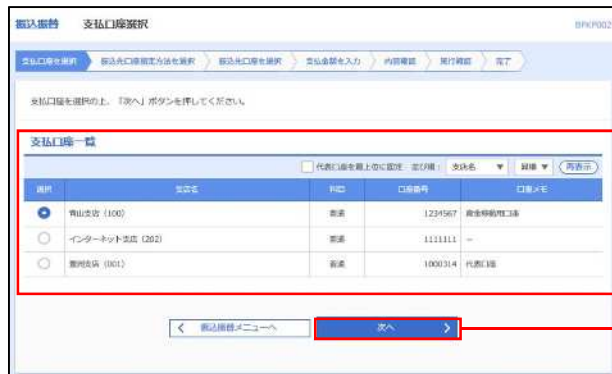 振込振替 支払口座選択 BFKF002
支払口座を選択 振込先口座指定方法を選択 振込先口座を選択 支払金額を入力 内容確認 実行確認 完了
支払口座を選択の上、「次へ」ボタンを押してください。
支払口座一覧
代表口座を最上位に固定 並び順: 支店名 昇順 再表示
選択 支店名 科目 口座番号 口座メモ
青山支店(100) 普通 1234567 資金移動用口座
インターネット支店(202) 普通 1111111 -
豊洲支店(001) 普通 1000314 代表口座
振込振替メニューへ 次へ